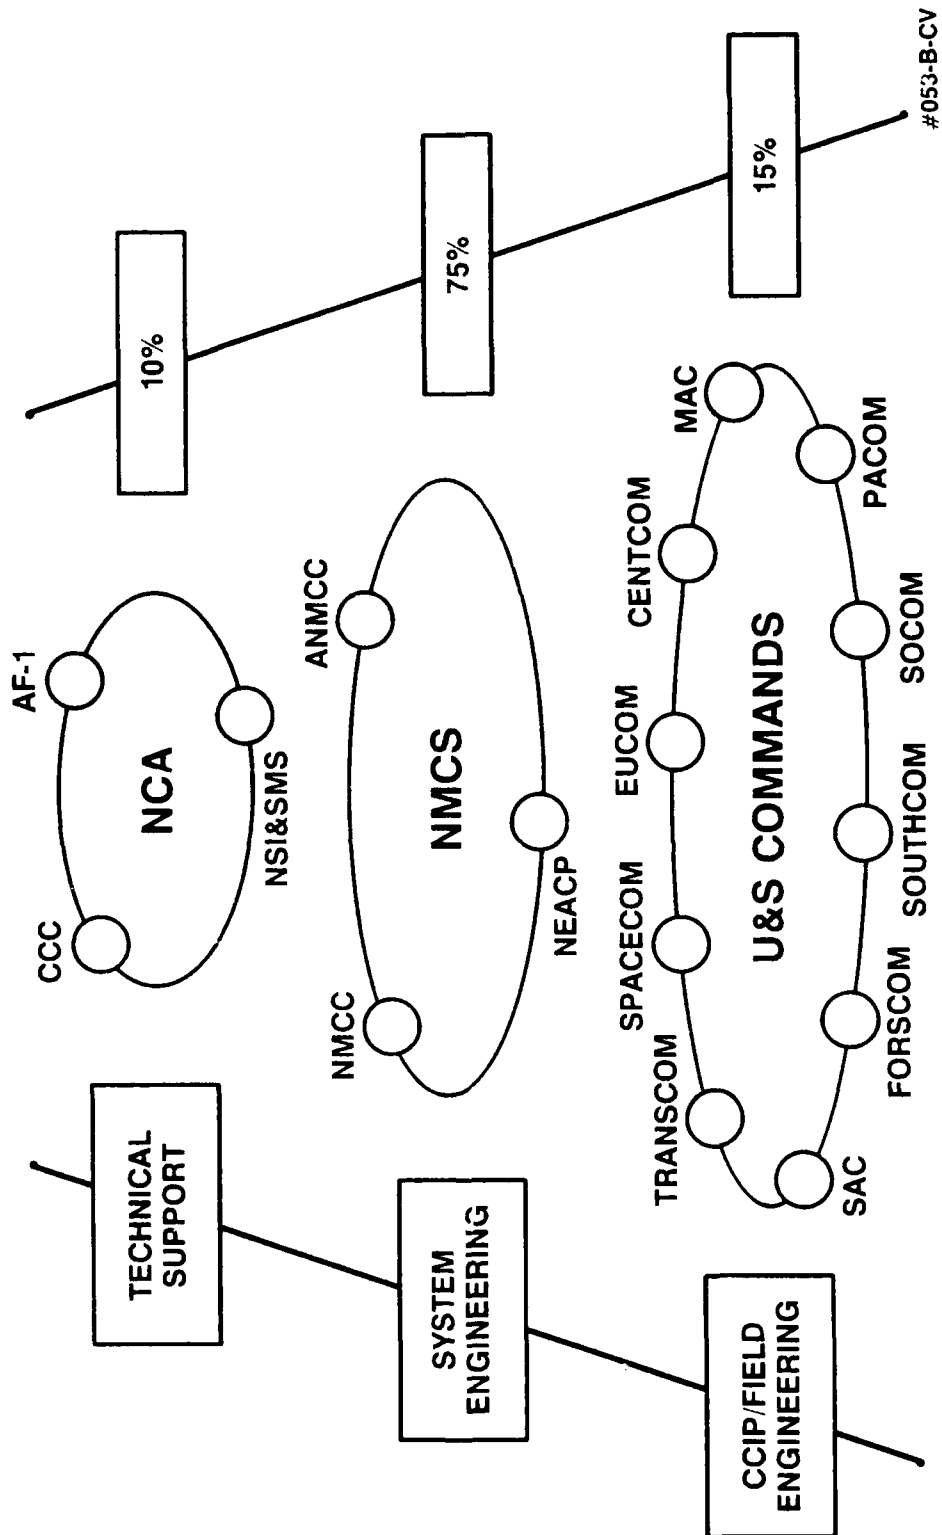 TECHNICAL
SUPPORT
CCC
AF-1
NCA
NSI&SMS
10%
SYSTEM
ENGINEERING
NMCC
ANMCC
NMCS
NEACP
75%
CCIP/FIELD
ENGINEERING
TRANSCOM
SPACECOM
EUCOM
CENTCOM
MAC
U&S COMMANDS
SAC
FORSCOM
SOUTHCOM
SOCOM
PACOM
15%
#053-B-CV